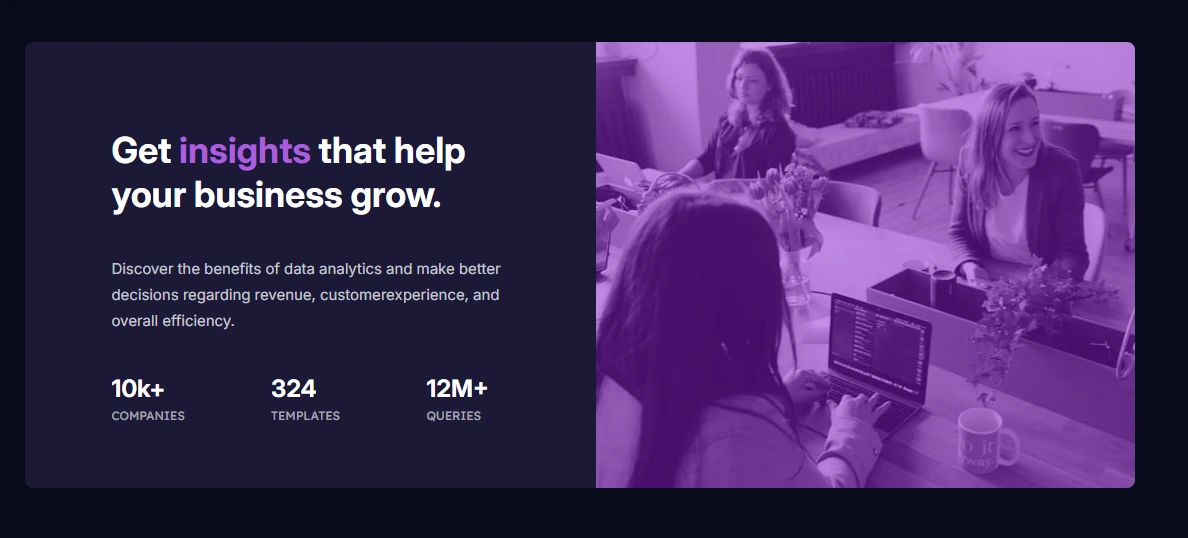 Get insights that help
your business grow.
Discover the benefits of data analytics and make better
decisions regarding revenue, customerexperience, and
overall efficiency.
10k+ 324 12M+
COMPANIES TEMPLATES QUERIES